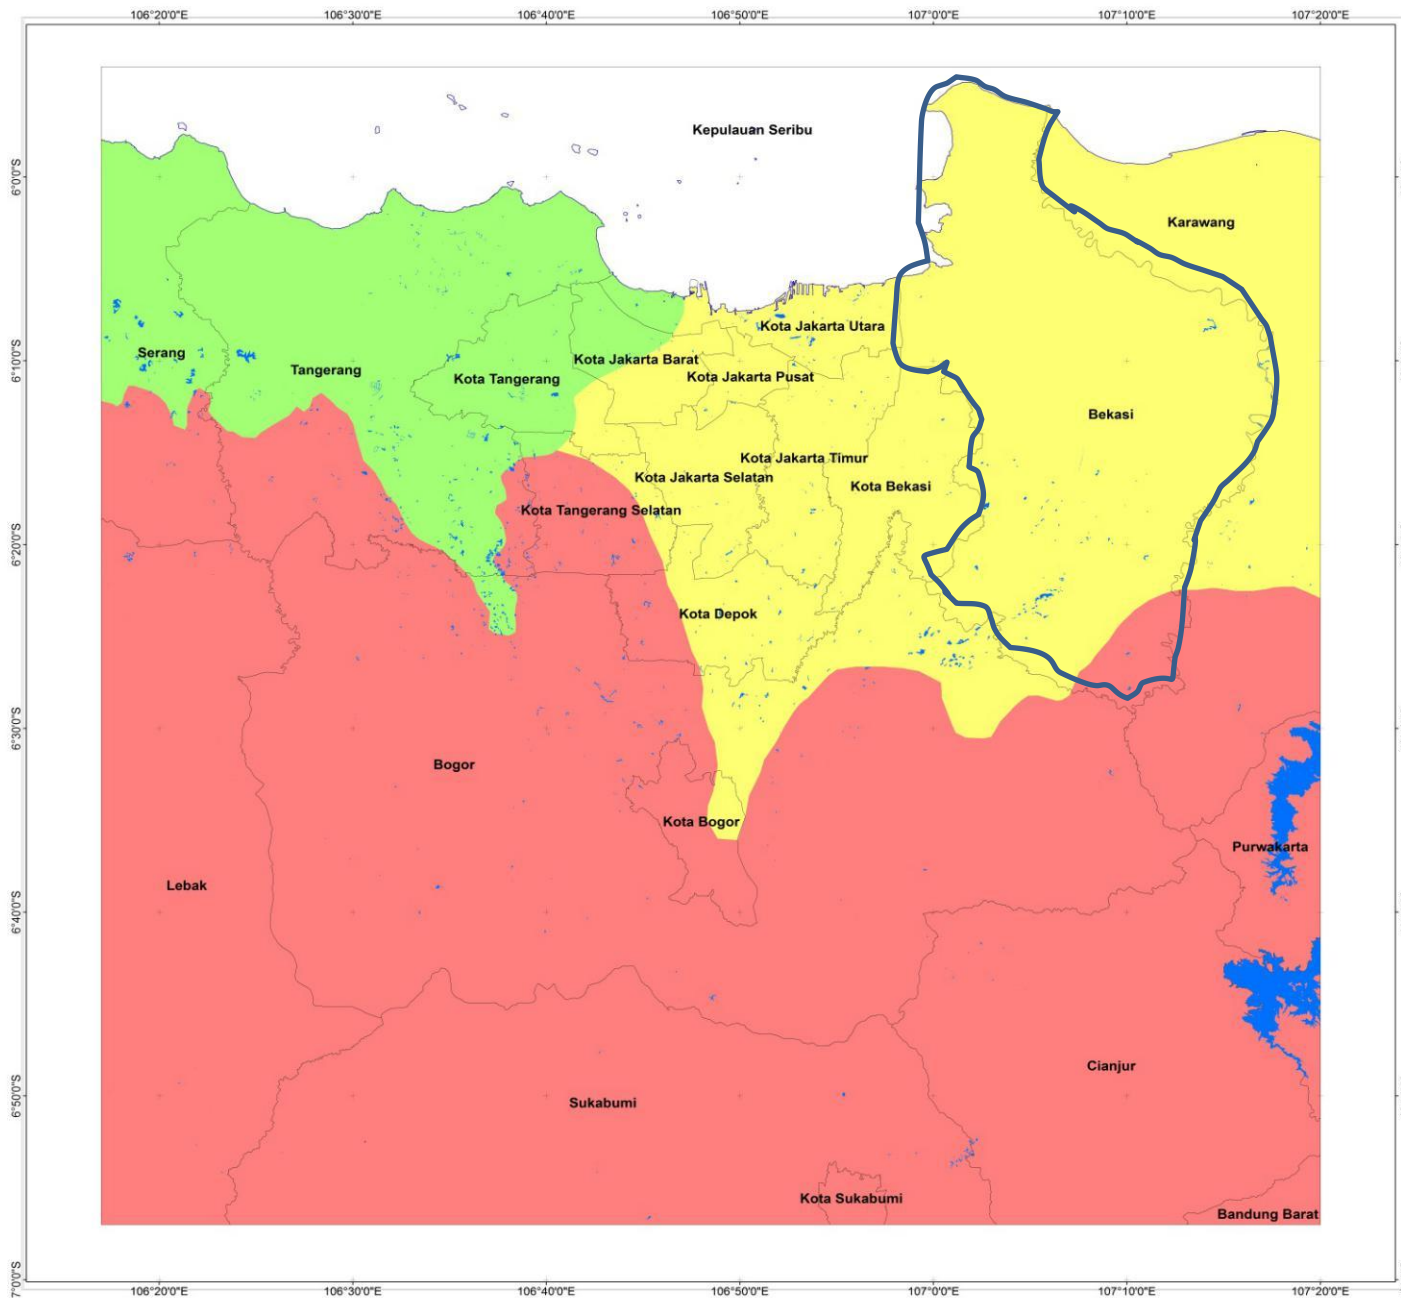 106°20'0"E 106°30'0"E 106°40'0"E 106°50'0"E 107°0'0"E 107°10'0"E 107°20'0"E
Kepulauan Seribu
6°0'0"S
Karawang
Kota Jakarta Utara
Serang
Kota Jakarta Barat
6°10'0"S
Tangerang
Kota Tangerang
Kota Jakarta Pusat
Bekasi
Kota Jakarta Timur
Kota Jakarta Selatan
Kota Bekasi
Kota Tangerang Selatan
6°20'0"S
Kota Depok
6°30'0"S
Bogor
Kota Bogor
Purwakarta
Lebak
6°40'0"S
Cianjur
6°50'0"S
Sukabumi
Kota Sukabumi
Bandung Barat
7°0'0"S
106°20'0"E 106°30'0"E 106°40'0"E 106°50'0"E 107°0'0"E 107°10'0"E 107°20'0"E